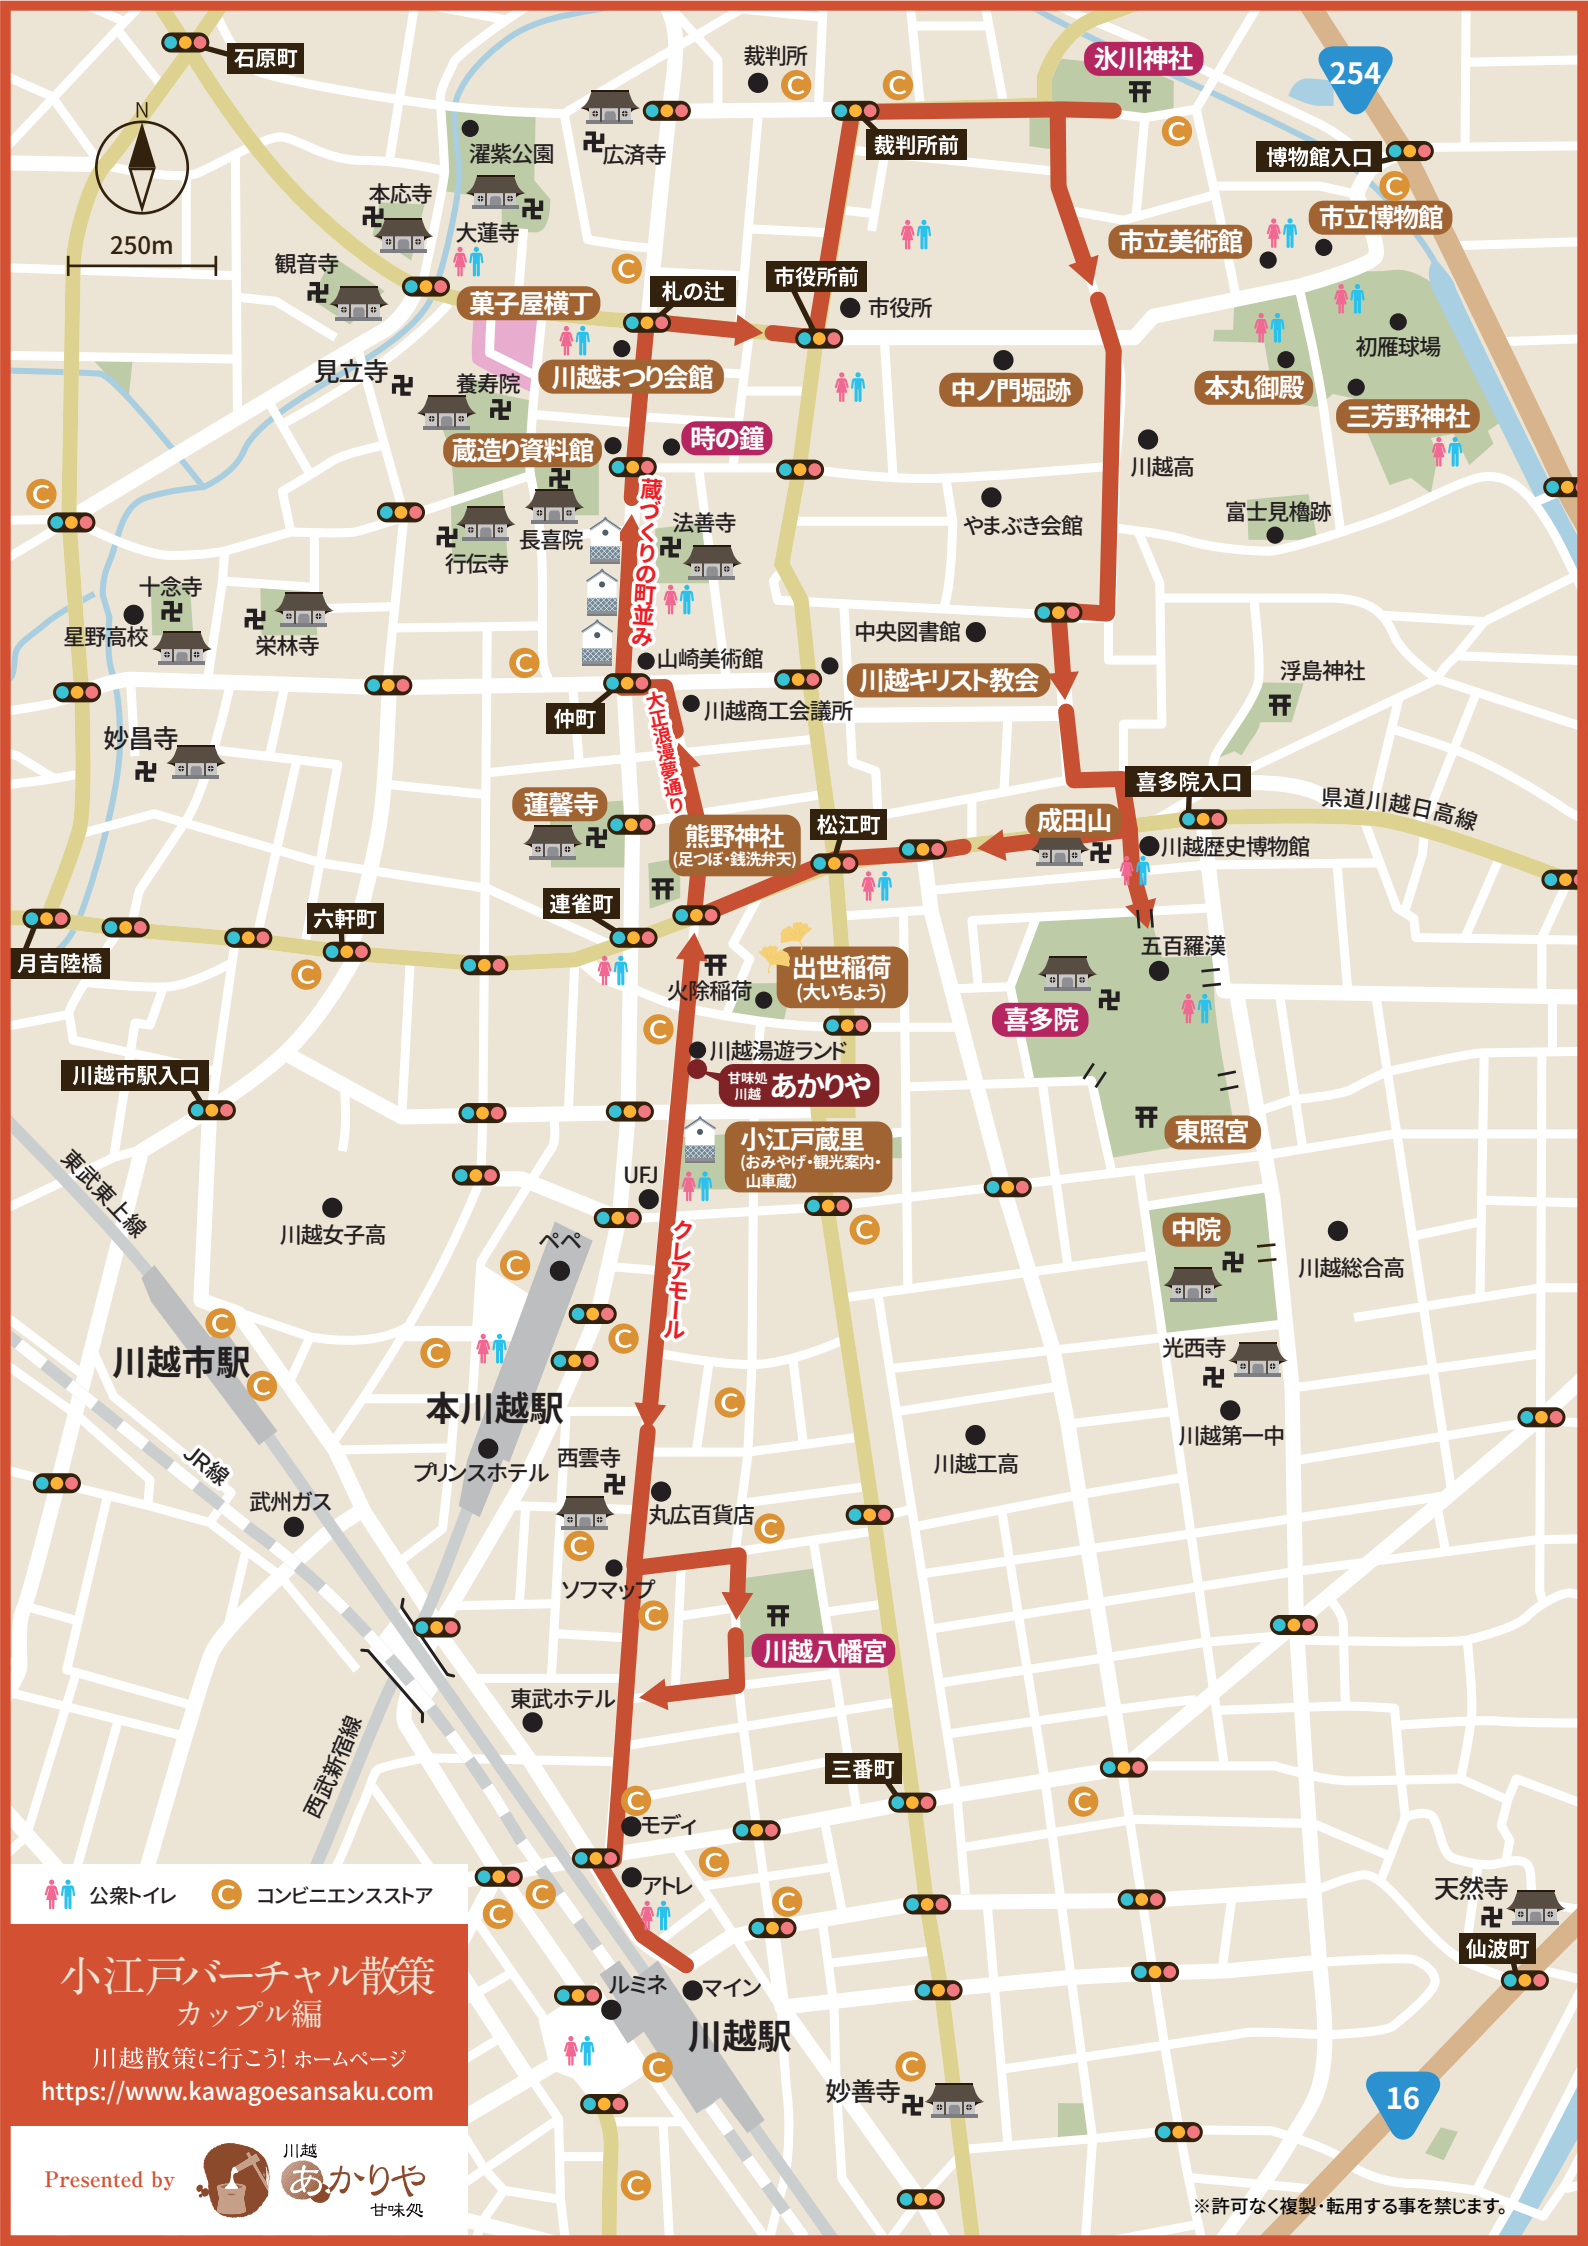 石原町
裁判所
氷川神社
254
N
濯紫公園
広済寺
裁判所前
博物館入口
本応寺
大蓮寺
市立博物館
市立美術館
250m
観音寺
菓子屋横丁
札の辻
市役所前
市役所
初雁球場
見立寺
養寿院
川越まつり会館
中ノ門堀跡
本丸御殿
三芳野神社
蔵造り資料館
時の鐘
川越高
蔵づくりの町並み
やまぶき会館
富士見櫓跡
行伝寺
長喜院
法善寺
十念寺
星野高校
栄林寺
中央図書館
山崎美術館
川越キリスト教会
浮島神社
仲町
川越商工会議所
大正浪漫夢通り
妙昌寺
喜多院入口
県道川越日高線
蓮馨寺
熊野神社
(足つぼ・銭洗弁天)
松江町
成田山
川越歴史博物館
連雀町
六軒町
月吉陸橋
五百羅漢
出世稲荷
(大いちょう)
火除稲荷
喜多院
川越湯遊ランド
川越市駅入口
甘味処
川越
あかりや
東照宮
小江戸蔵里
(おみやげ・観光案内・
山車蔵)
東武東上線
UFJ
川越女子高
ペペ
クレアモール
中院
川越総合高
川越市駅
光西寺
本川越駅
プリンスホテル
西雲寺
川越第一中
川越工高
JR線
武州ガス
丸広百貨店
ソフマップ
川越八幡宮
東武ホテル
西武新宿線
三番町
モディ
アトレ
公衆トイレ
C コンビニエンスストア
天然寺
仙波町
小江戸バーチャル散策
カップル編
川越散策に行こう! ホームページ
https://www.kawagoesansaku.com
ルミネ
マイン
川越駅
妙善寺
16
Presented by
川越
あかりや
甘味処
※許可なく複製・転用する事を禁じます。